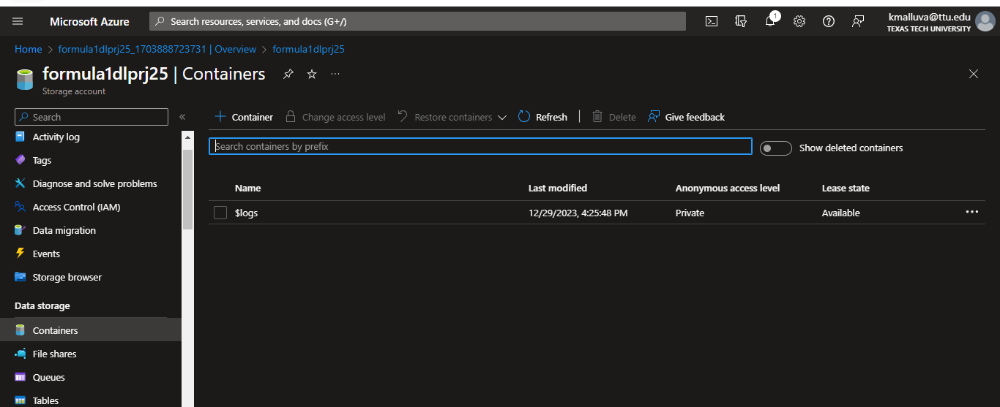 Microsoft Azure
Search resources, services, and docs (G+/)
1
kmalluva@ttu.edu
TEXAS TECH UNIVERSITY
Home > formula1dlprj25_1703888723731 | Overview > formula1dlprj25
formula1dlprj25 | Containers
Storage account
Search
Container Change access level Restore containers Refresh Delete Give feedback
Activity log
Search containers by prefix
Show deleted containers
Tags
Diagnose and solve problems
Name Last modified Anonymous access level Lease state
Access Control (IAM)
$logs 12/29/2023, 4:25:48 PM Private Available
Data migration
Events
Storage browser
Data storage
Containers
File shares
Queues
Tables